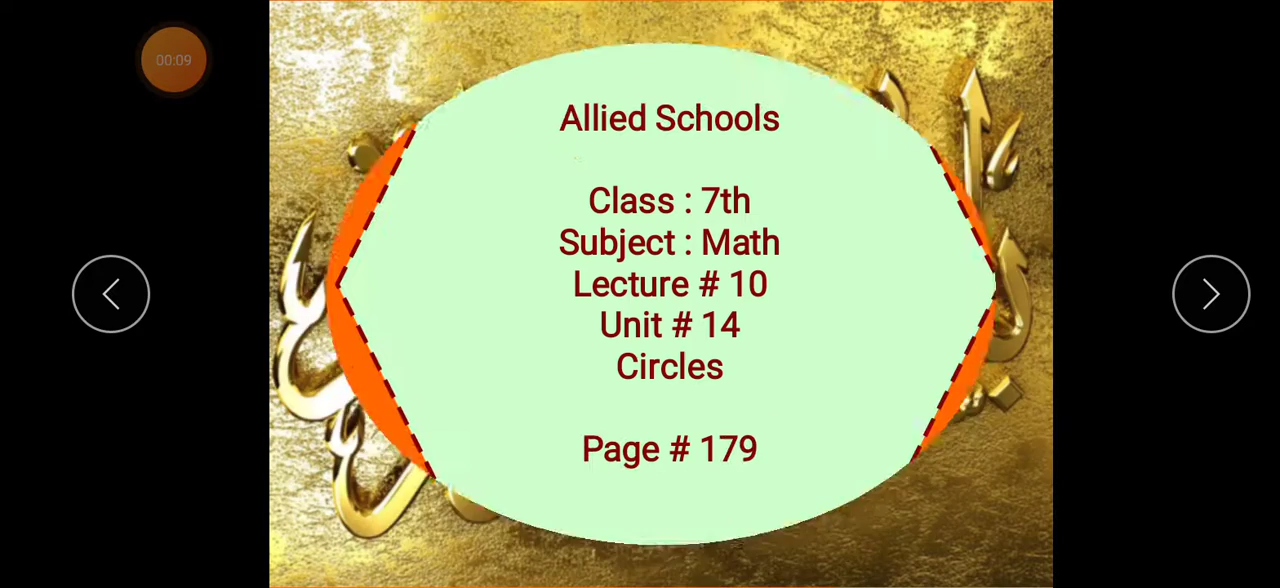 00:09
Allied Schools
Class : 7th
Subject : Math
Lecture # 10
Unit # 14
Circles
Page # 179